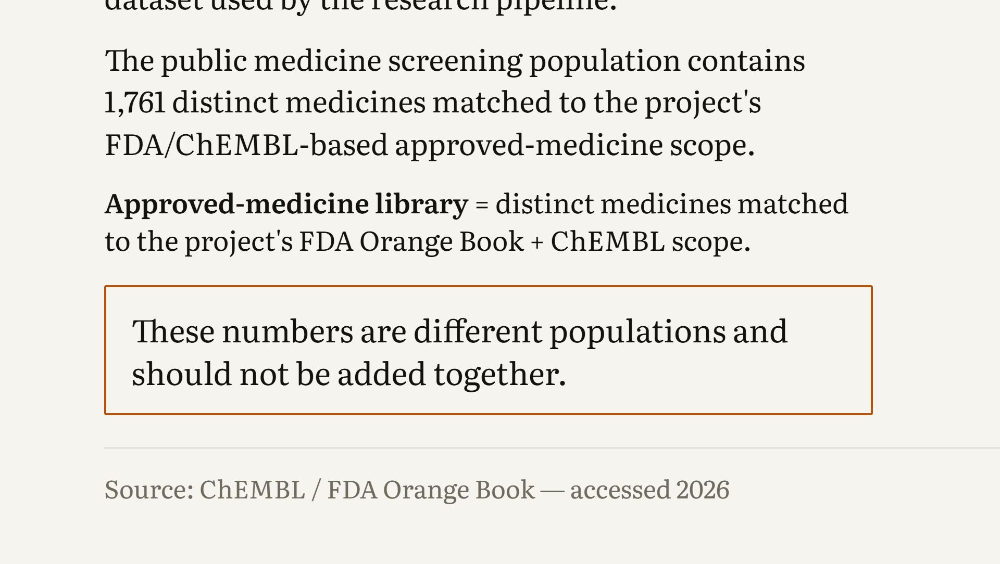 dataset used by the research pipeline.
The public medicine screening population contains
1,761 distinct medicines matched to the project's
FDA/ChEMBL-based approved-medicine scope.
Approved-medicine library = distinct medicines matched
to the project's FDA Orange Book + ChEMBL scope.
These numbers are different populations and
should not be added together.
Source: ChEMBL / FDA Orange Book — accessed 2026